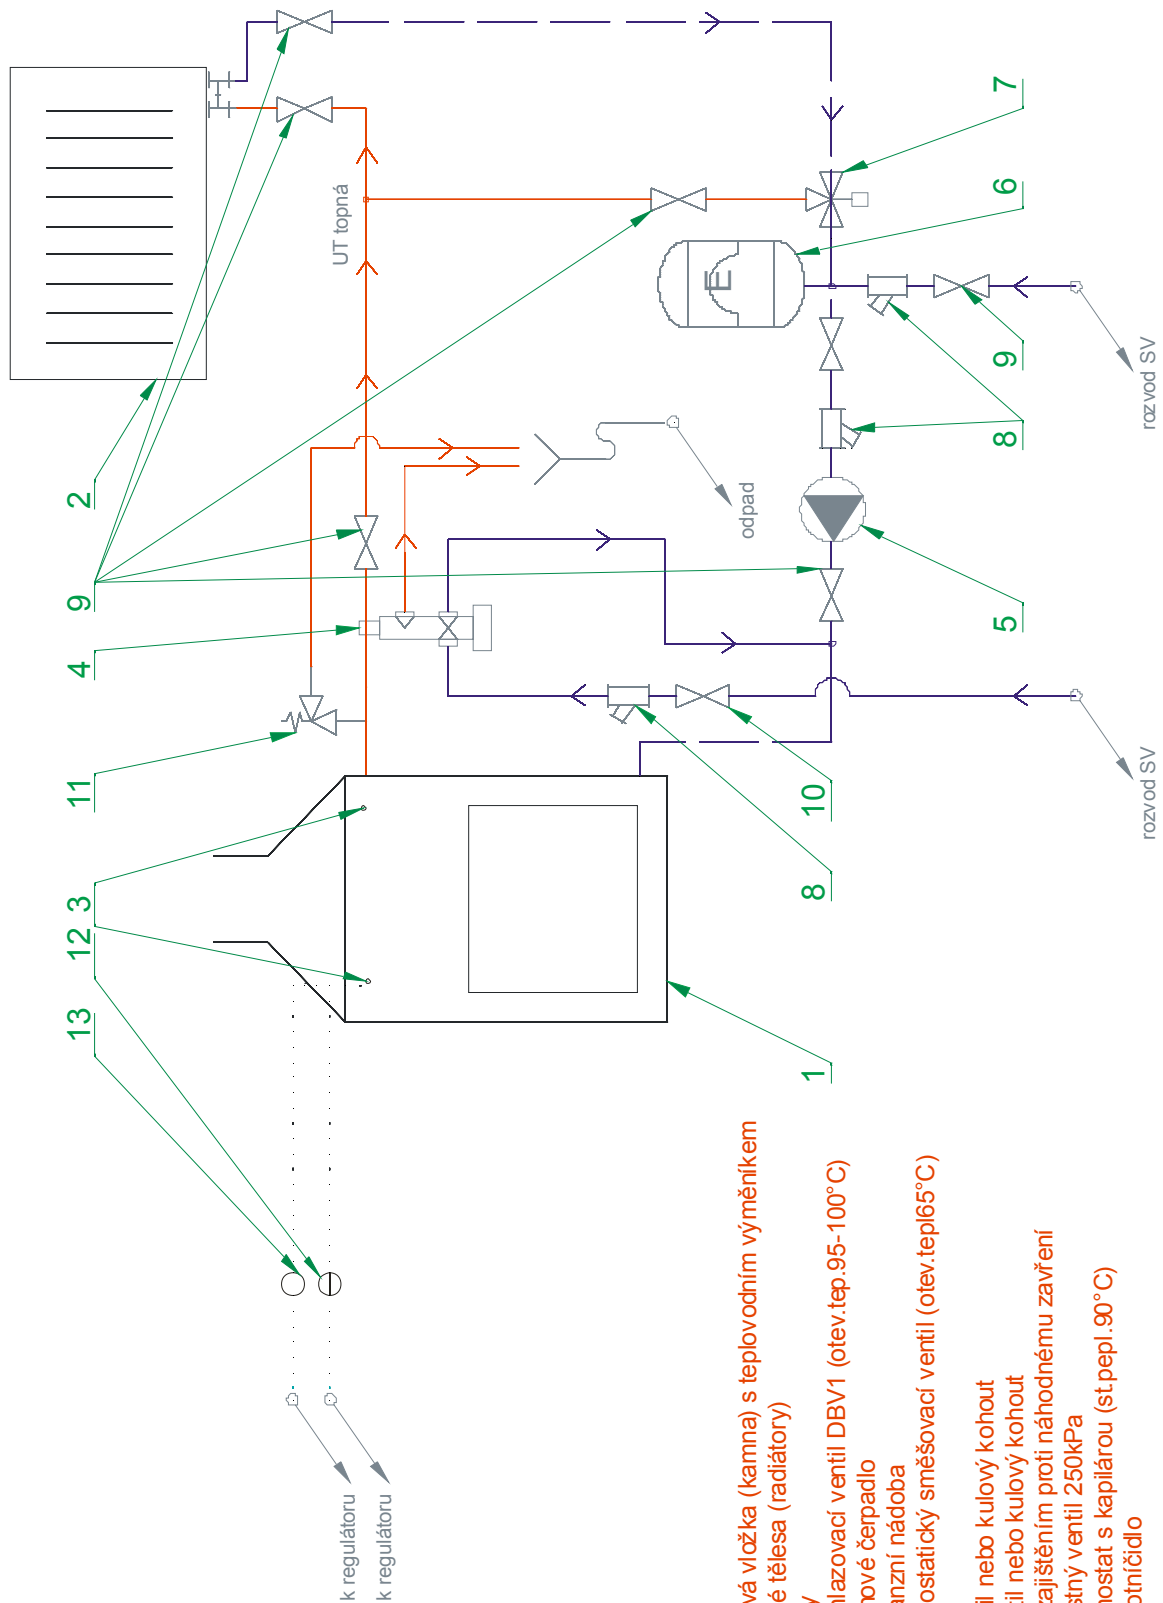 7
6
9
8
5
10
8
1
2
9
4
11
3
12
13
UT topná
E
odpad
rozvod SV
rozvod SV
k regulátoru
k regulátoru
vá vložka (kamna) s teplovodním výměníkem
é tělesa (radiátory)
hlazovací ventil DBV1 (otev.tep.95-100°C)
nové čerpadlo
anzní nádoba
ostatický směšovací ventil (otev.tepl65°C)
il nebo kulový kohout
til nebo kulový kohout
zajištěním proti náhodnému zavření
stný ventil 250kPa
nostat s kapilárou (st.pepl.90°C)
otníčidlo